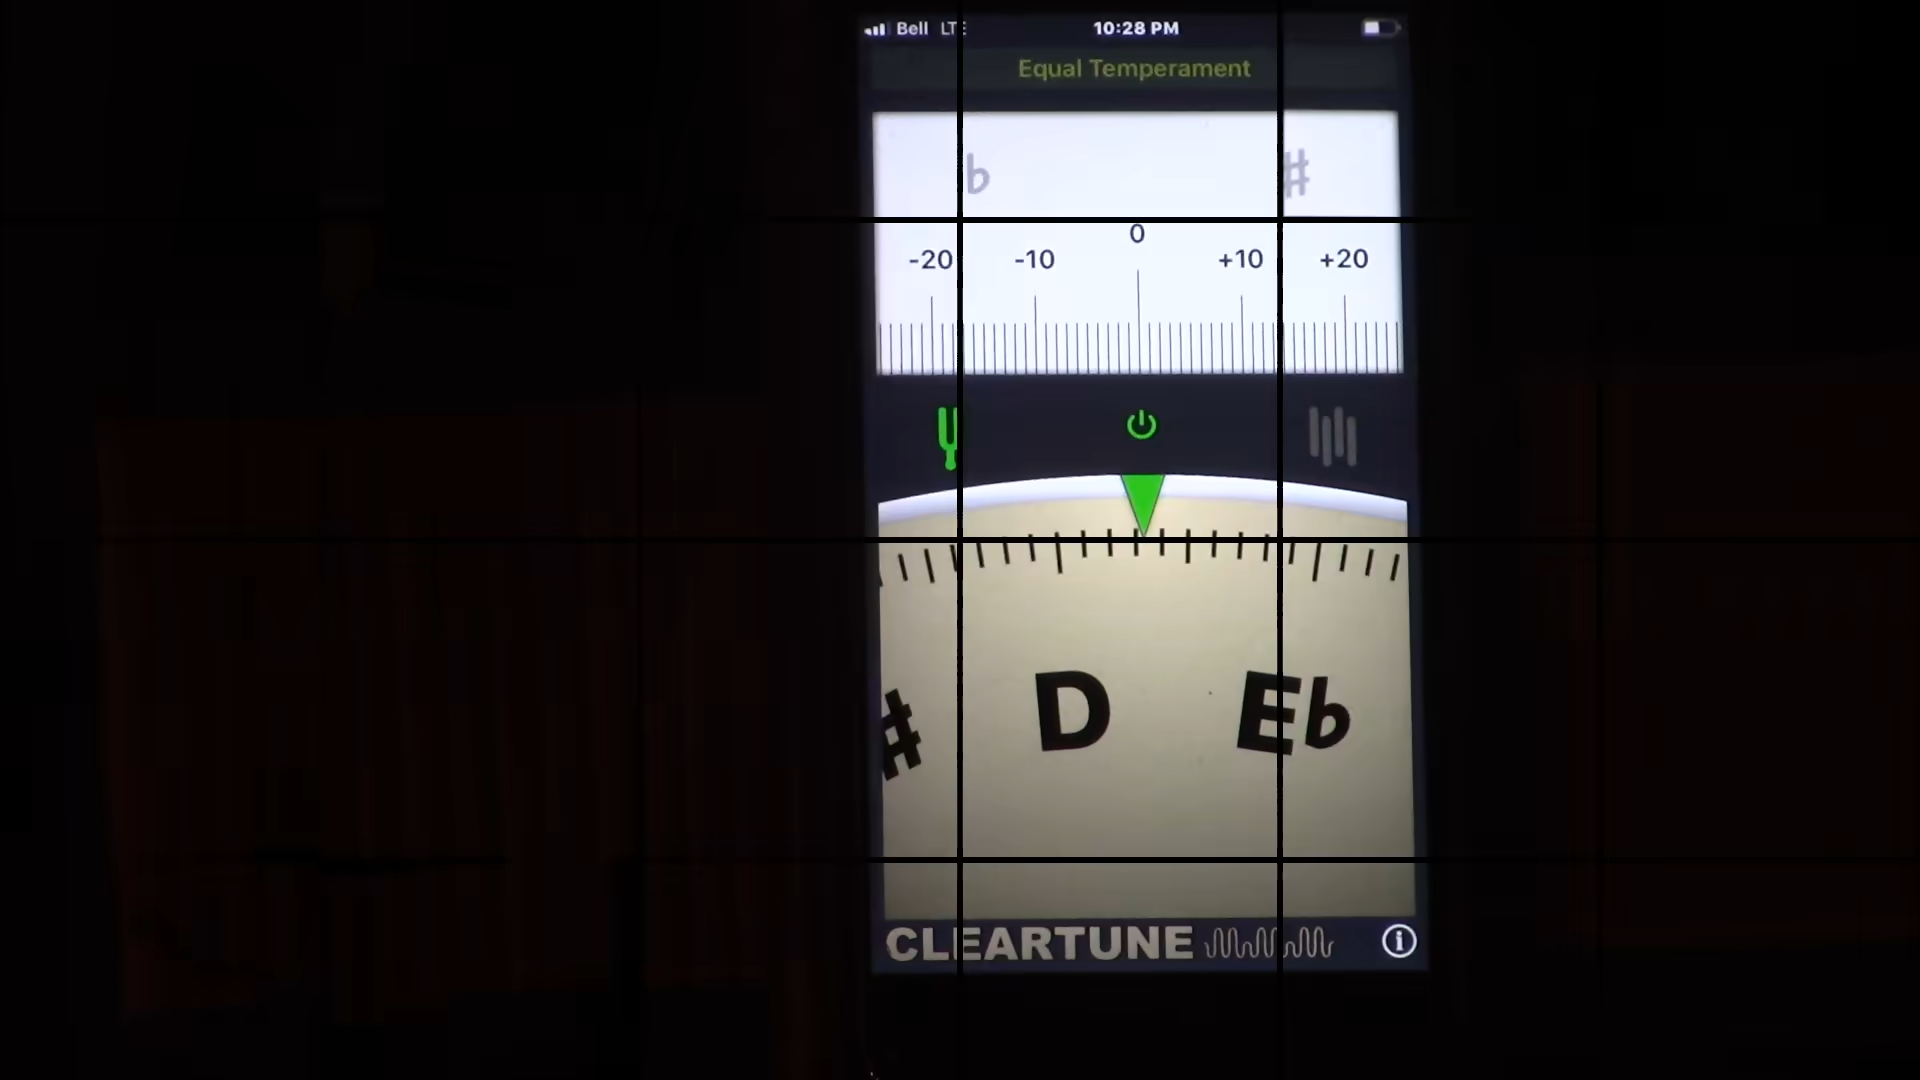 Bell LTE 10:28 PM
Equal Temperament
b #
0
-20 -10 +10 +20
# D Eb
CLEARTUNE i